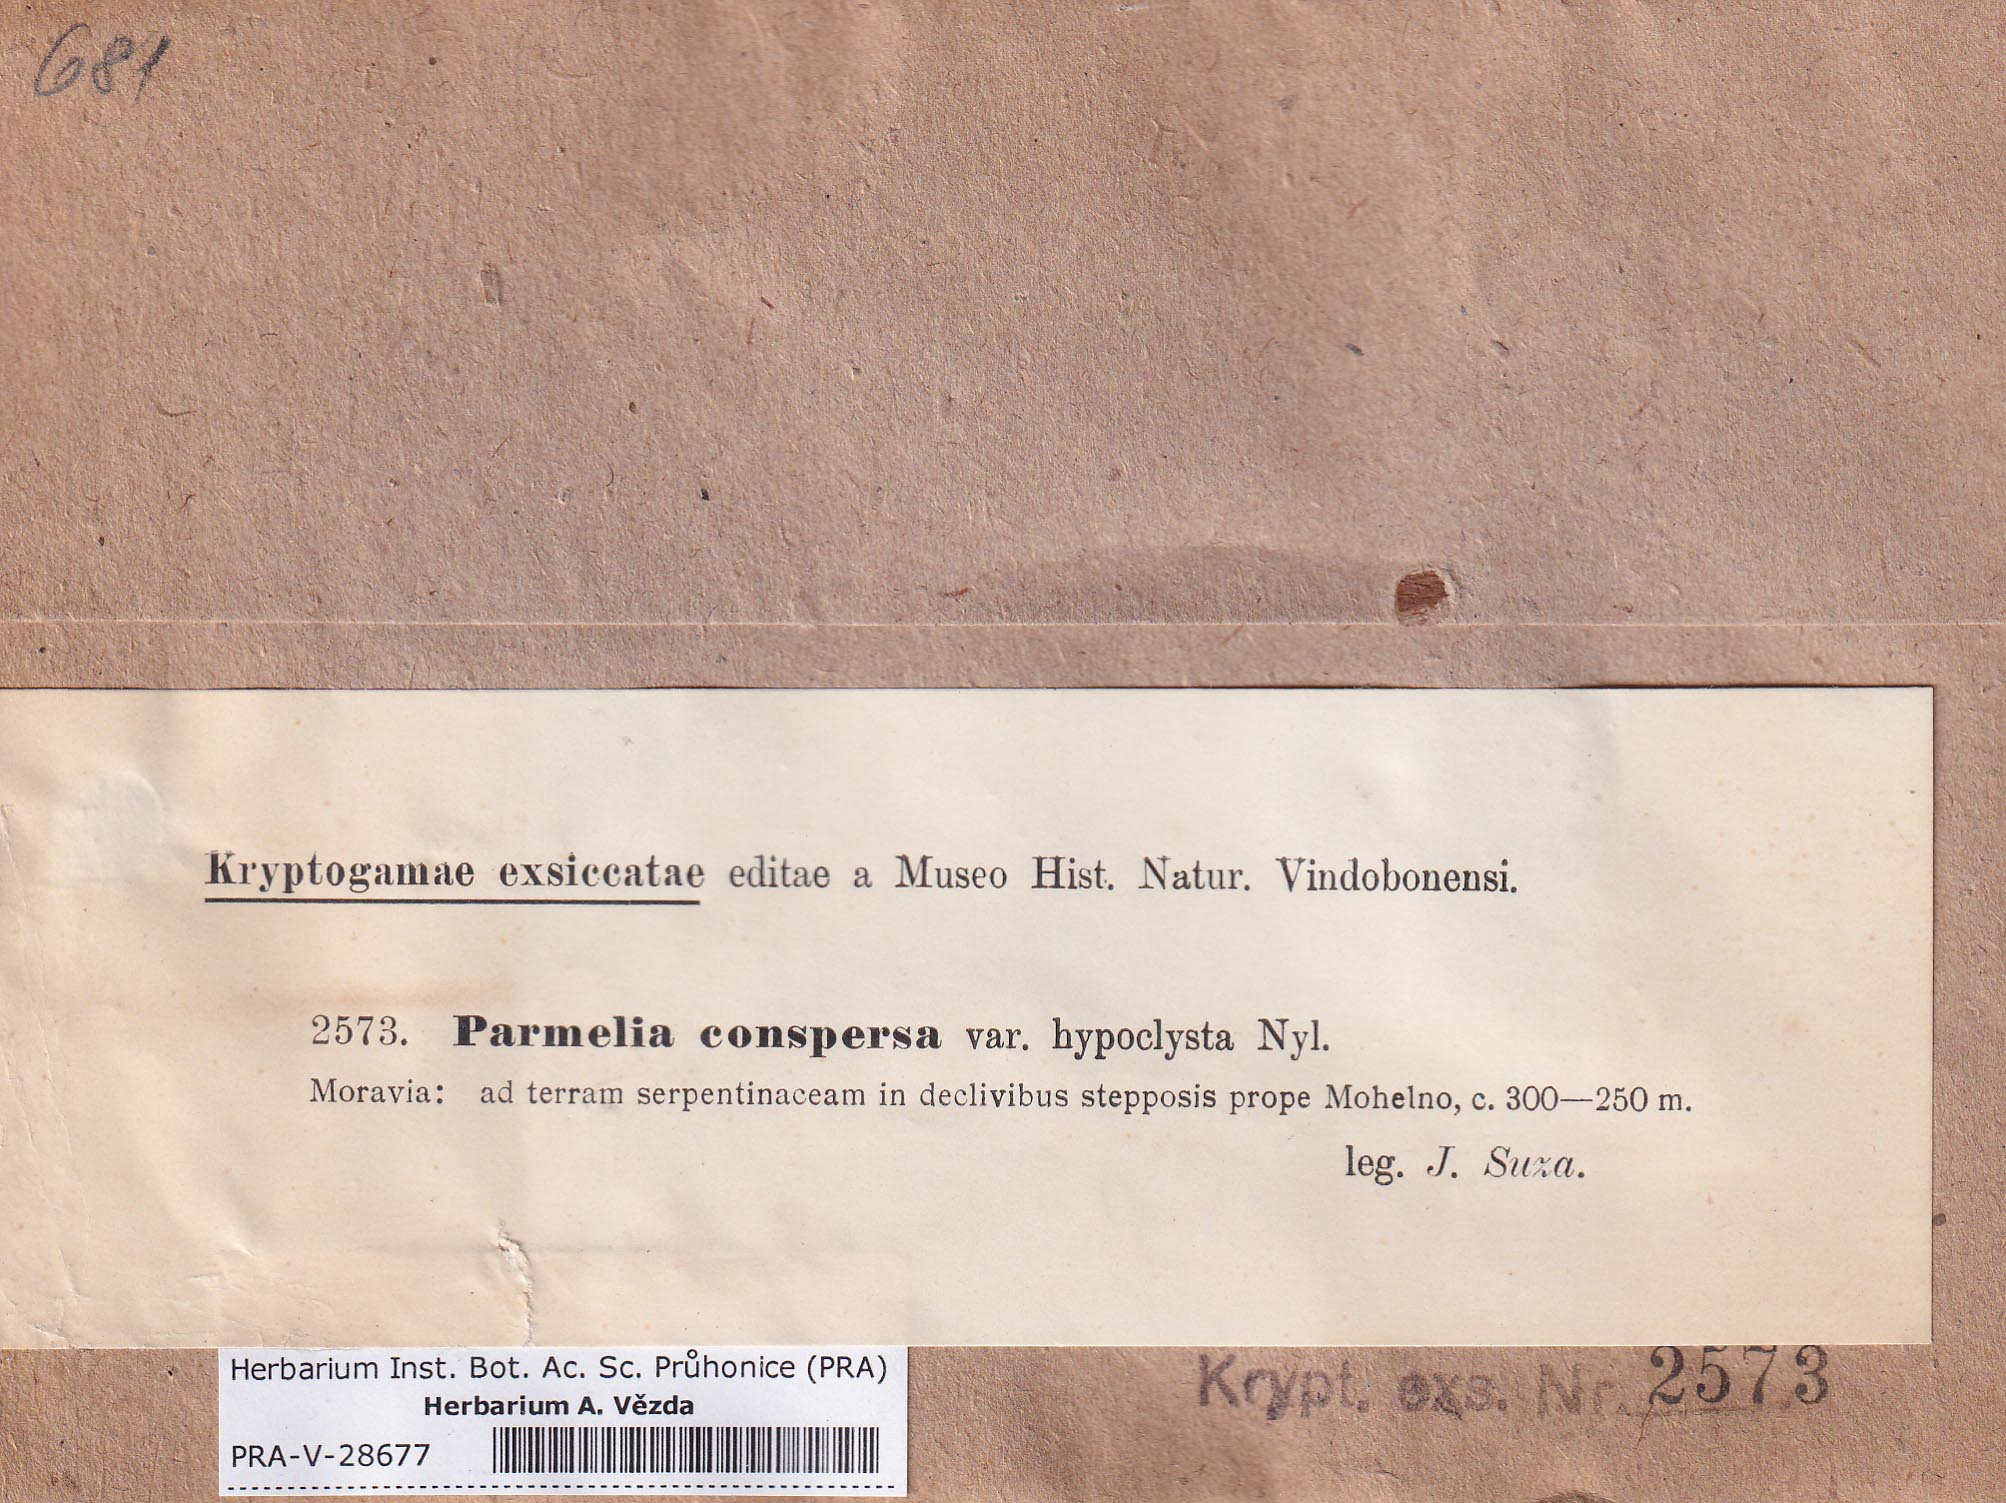 681
Kryptogamae exsiccatae editae a Museo Hist. Natur. Vindobonensi.
2573. Parmelia conspersa var. hypoclysta Nyl.
Moravia: ad terram serpentinaceam in declivibus stepposis prope Mohelno, c. 300—250 m.
leg. J. Suza.
Herbarium Inst. Bot. Ac. Sc. Průhonice (PRA)
Herbarium A. Vězda
PRA-V-28677
Krypt. exs. Nr. 2573